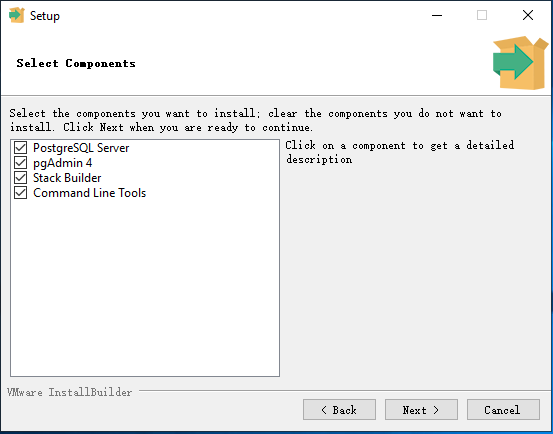 Setup
Select Components
Select the components you want to install; clear the components you do not want to
install. Click Next when you are ready to continue.
PostgreSQL Server
pgAdmin 4
Stack Builder
Command Line Tools
Click on a component to get a detailed
description
VMware InstallBuilder
< Back
Next >
Cancel